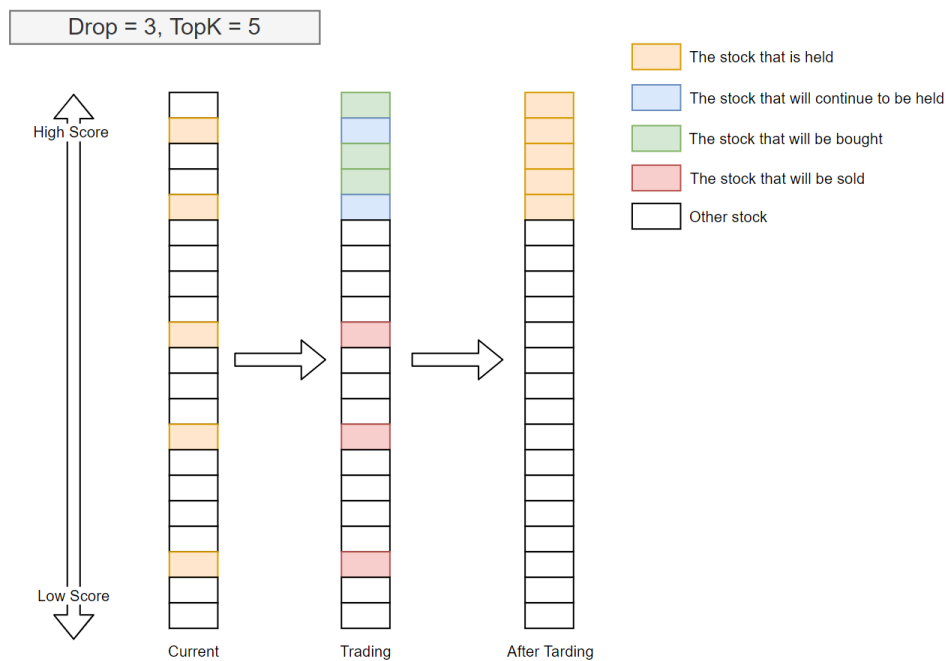 Drop = 3, TopK = 5
The stock that is held
The stock that will continue to be held
The stock that will be bought
The stock that will be sold
Other stock
High Score
Low Score
Current
Trading
After Tarding